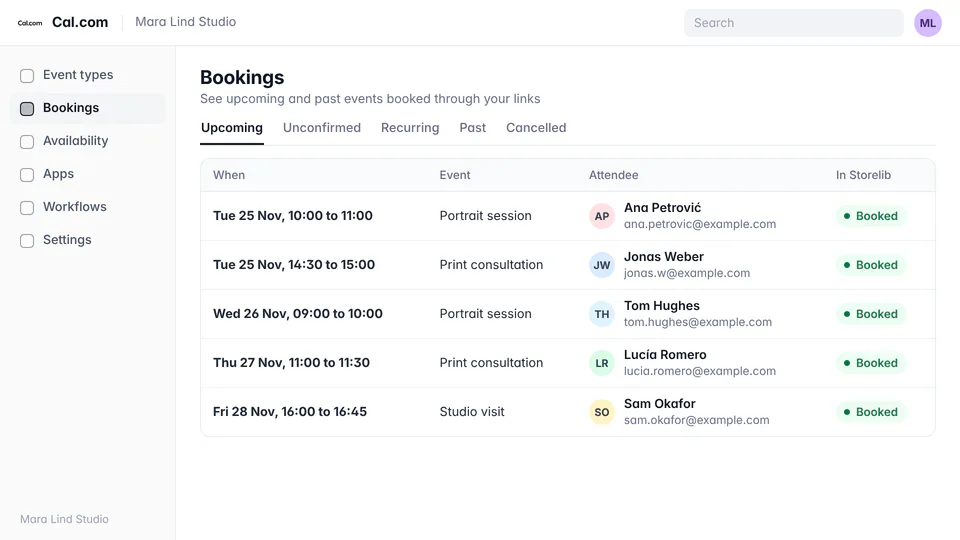 Cal.com Cal.com Mara Lind Studio Search ML
Event types
Bookings
Availability
Apps
Workflows
Settings
Mara Lind Studio
Bookings
See upcoming and past events booked through your links
Upcoming Unconfirmed Recurring Past Cancelled
When Event Attendee In Storelib
Tue 25 Nov, 10:00 to 11:00 Portrait session AP Ana Petrović Booked
ana.petrovic@example.com
Tue 25 Nov, 14:30 to 15:00 Print consultation JW Jonas Weber Booked
jonas.w@example.com
Wed 26 Nov, 09:00 to 10:00 Portrait session TH Tom Hughes Booked
tom.hughes@example.com
Thu 27 Nov, 11:00 to 11:30 Print consultation LR Lucía Romero Booked
lucia.romero@example.com
Fri 28 Nov, 16:00 to 16:45 Studio visit SO Sam Okafor Booked
sam.okafor@example.com